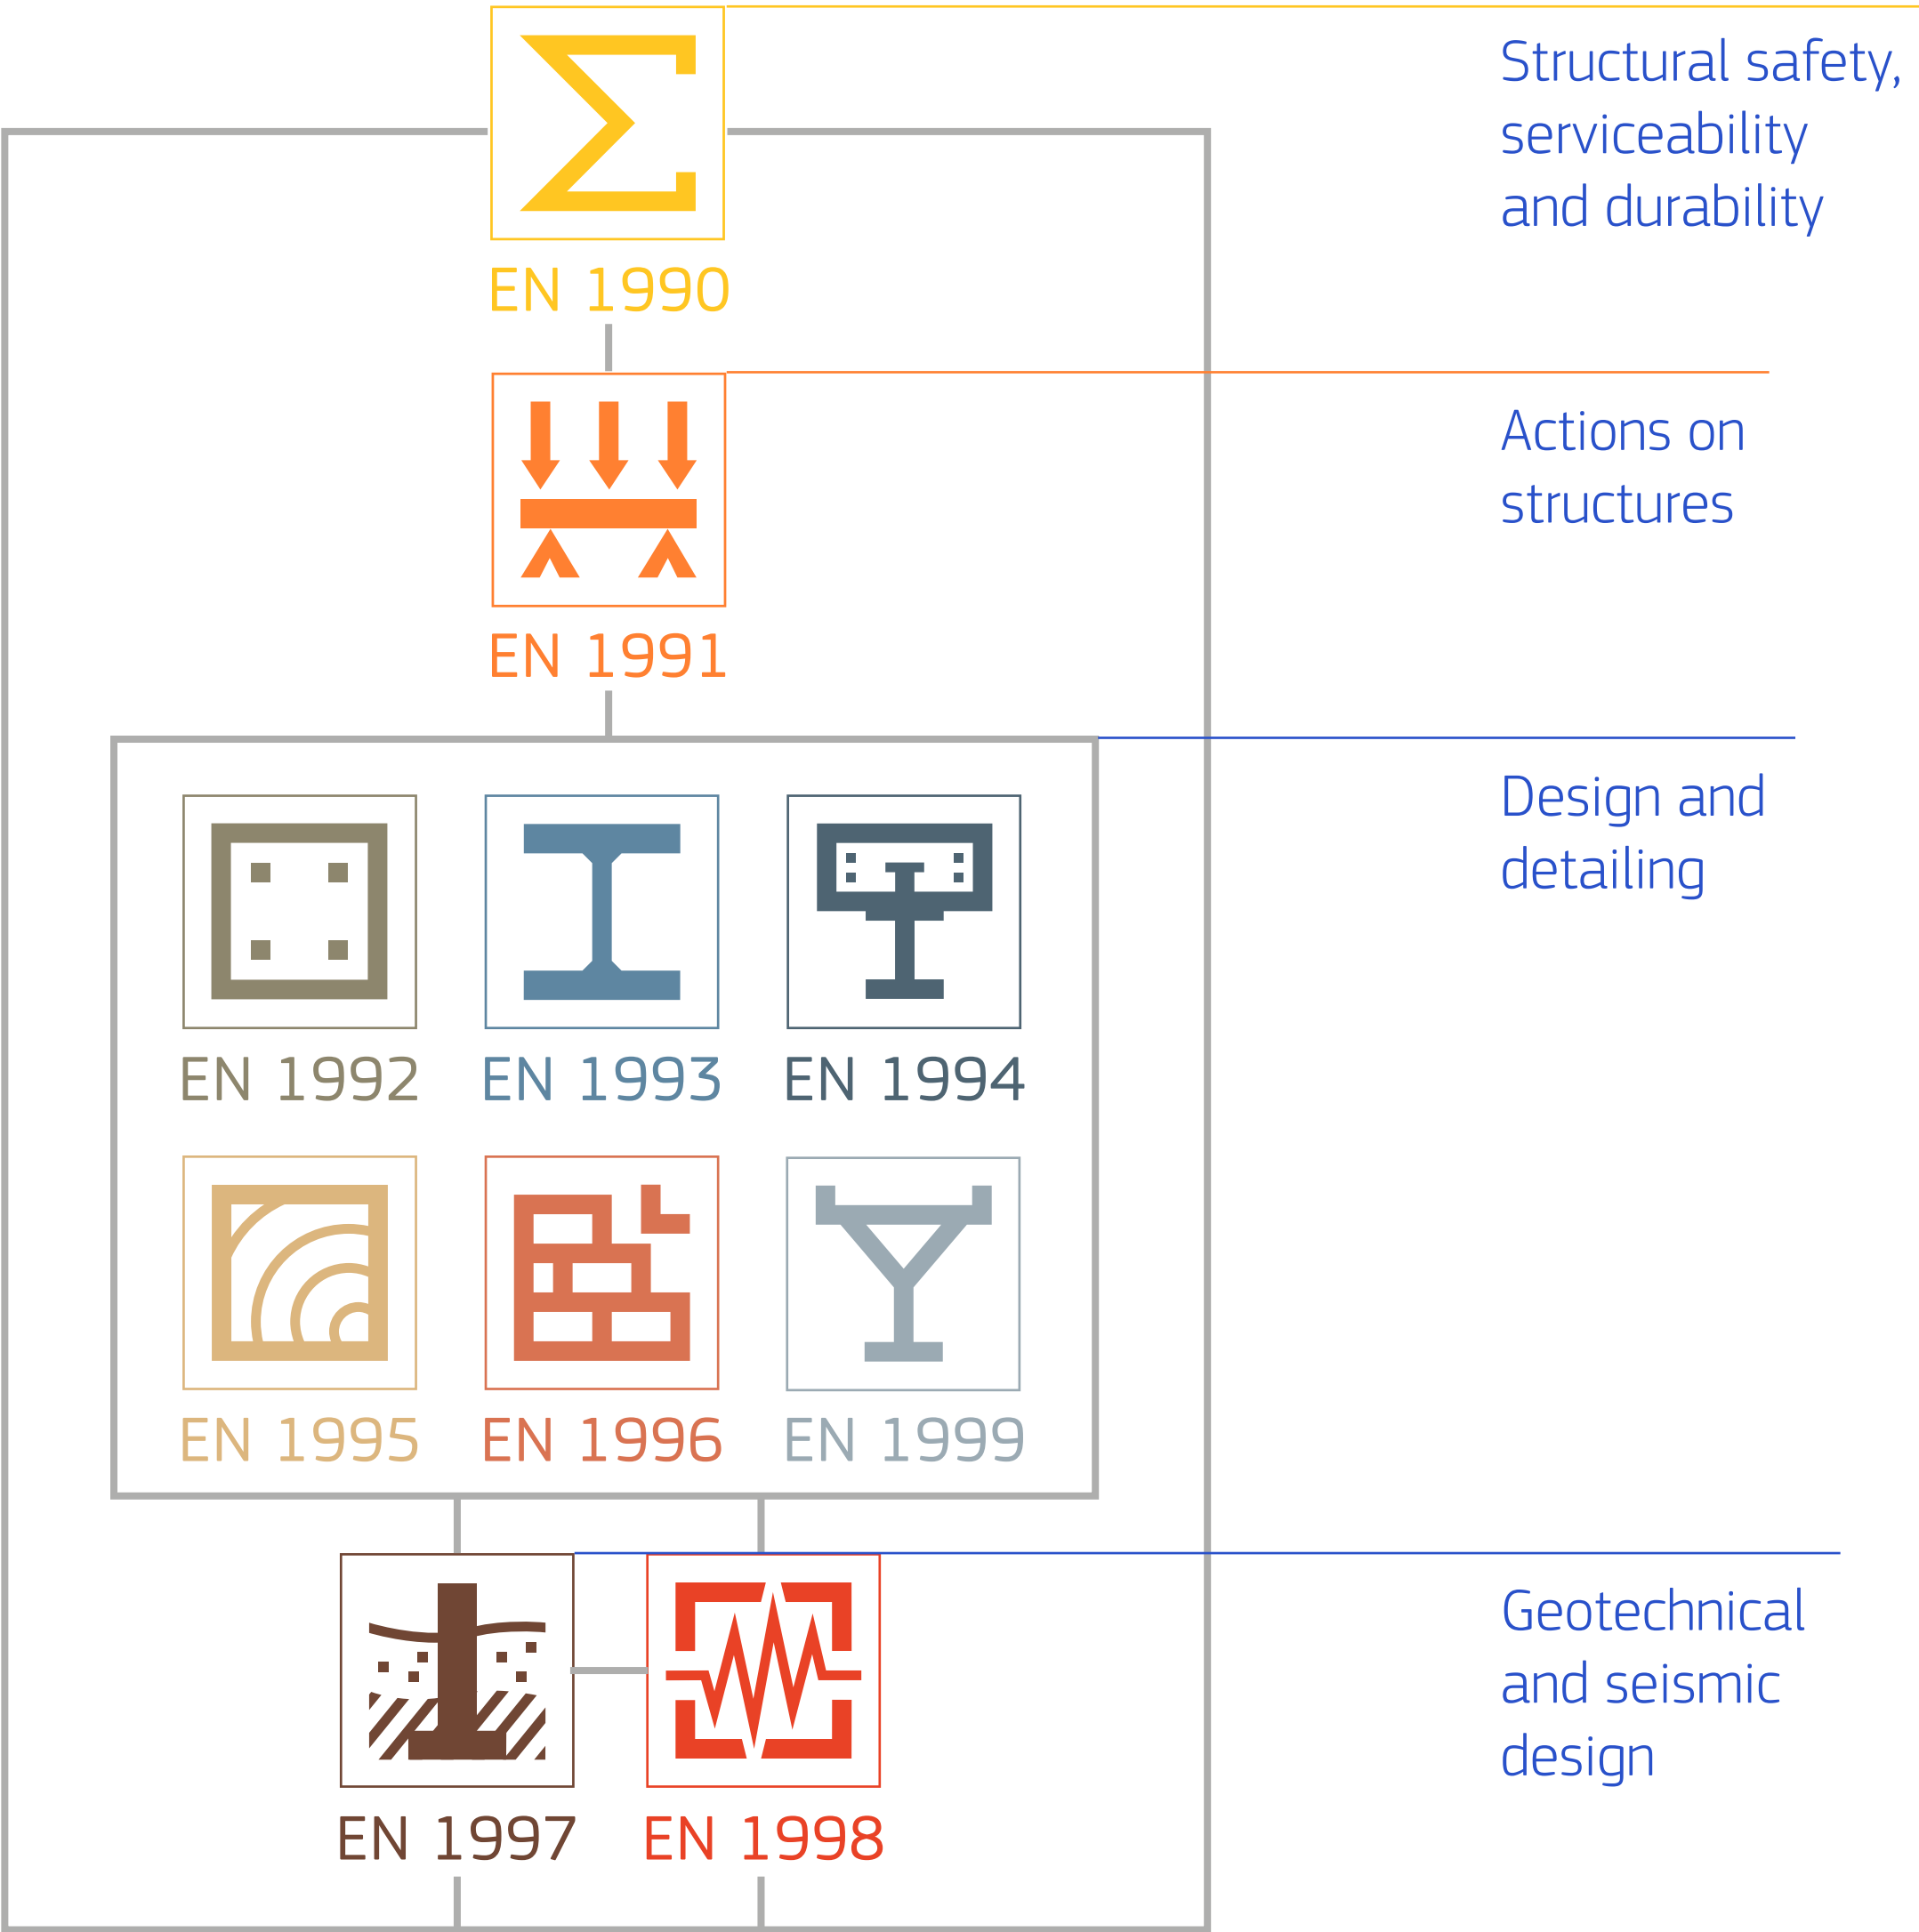 Structural safety,
serviceability
and durability
EN 1990
Actions on
structures
EN 1991
Design and
detailing
EN 1992 EN 1993 EN 1994
EN 1995 EN 1996 EN 1999
Geotechnical
and seismic
design
EN 1997 EN 1998